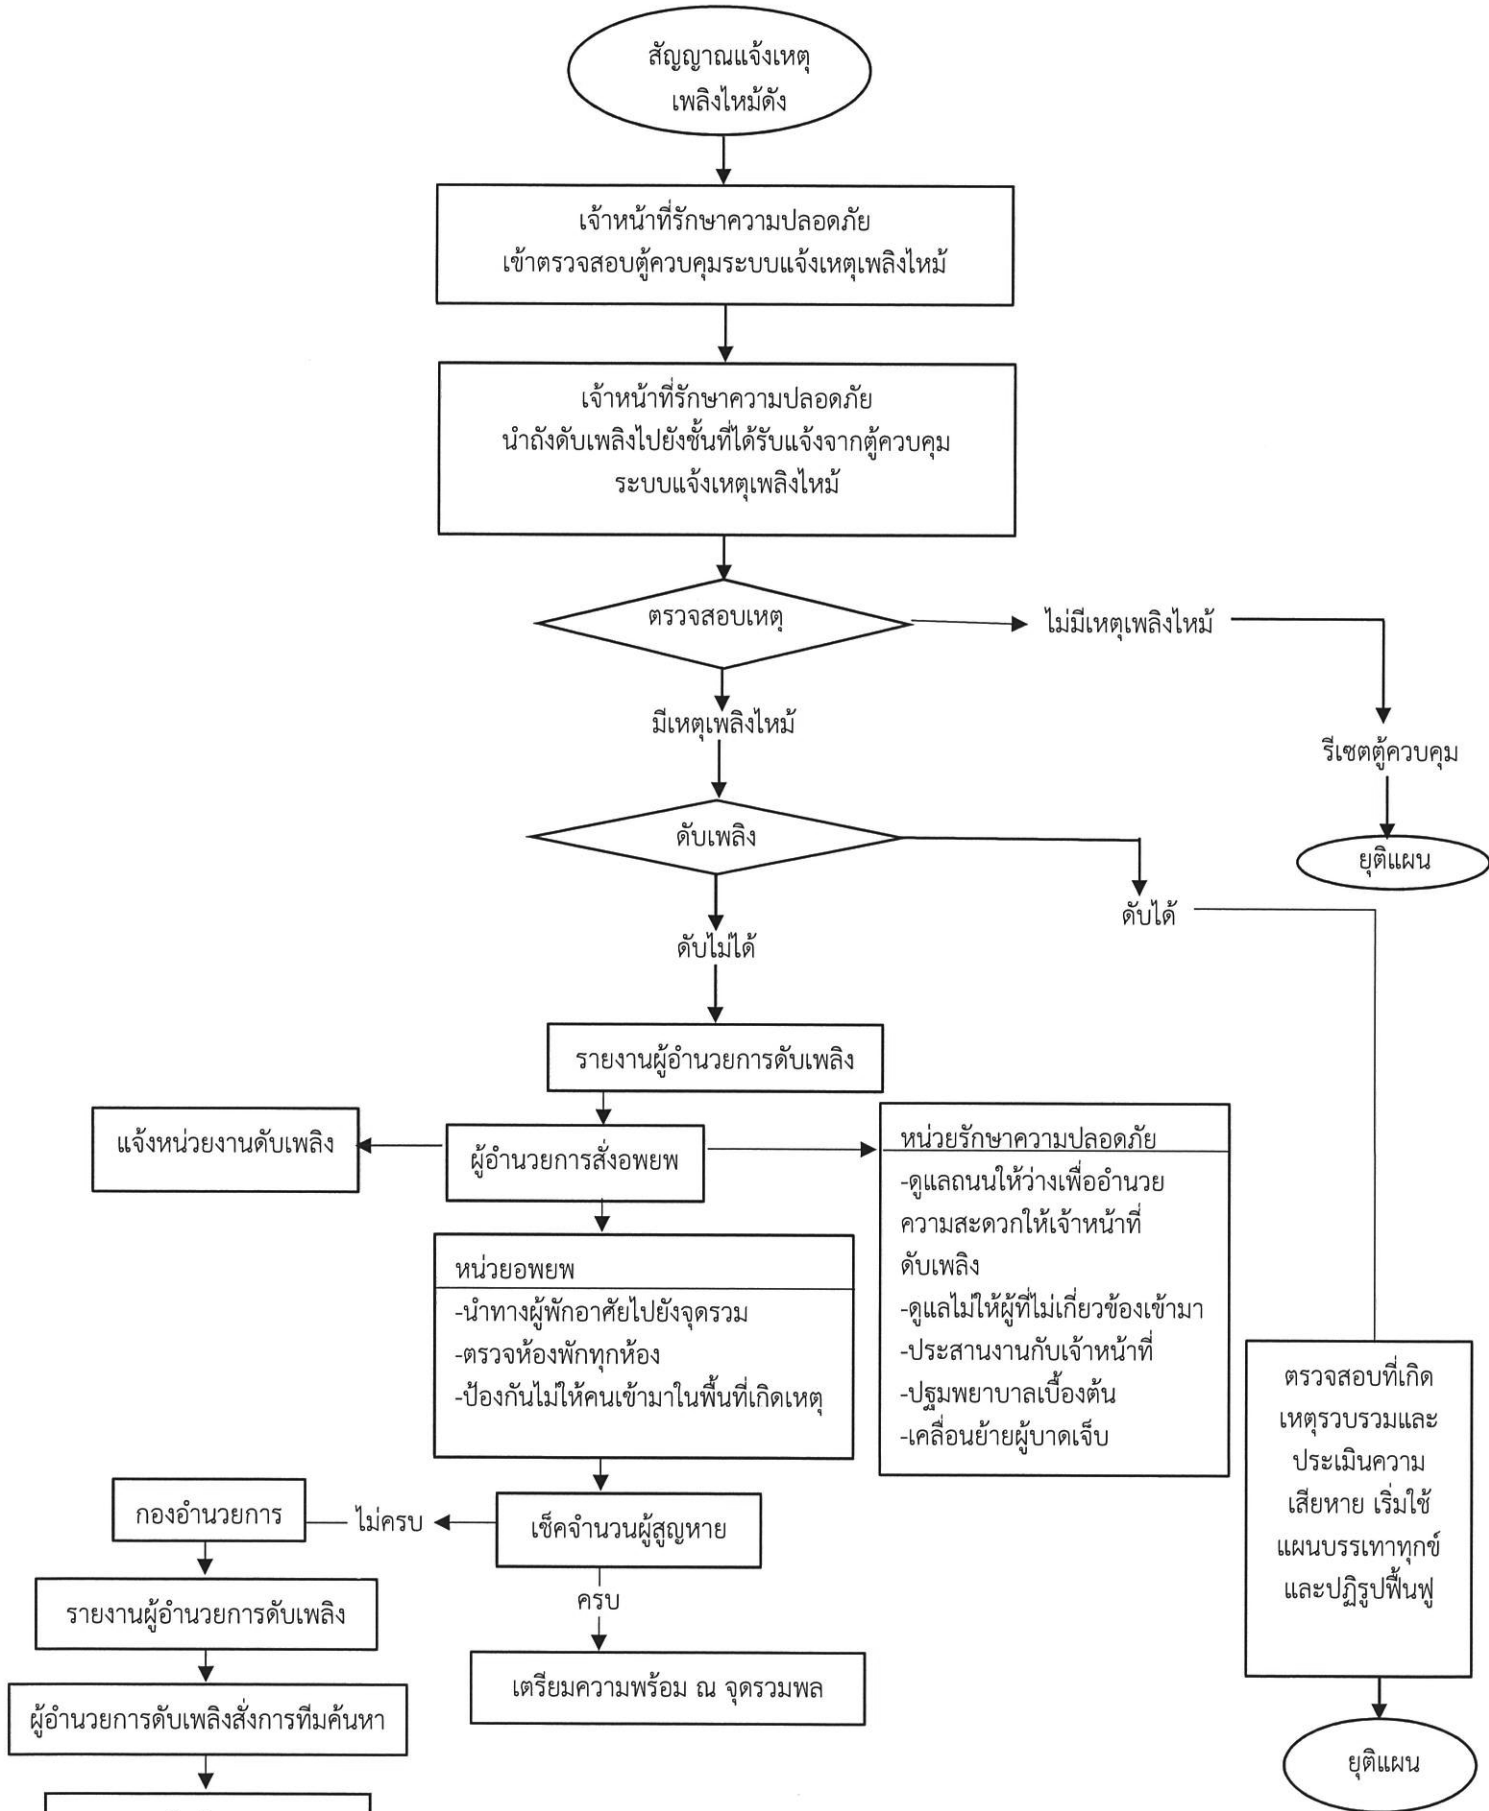 สัญญาณแจ้งเหตุ
เพลิงไหม้ดัง
เจ้าหน้าที่รักษาความปลอดภัย
เข้าตรวจสอบตู้ควบคุมระบบแจ้งเหตุเพลิงไหม้
เจ้าหน้าที่รักษาความปลอดภัย
นำถังดับเพลิงไปยังชั้นที่ได้รับแจ้งจากตู้ควบคุม
ระบบแจ้งเหตุเพลิงไหม้
ตรวจสอบเหตุ
ไม่มีเหตุเพลิงไหม้
มีเหตุเพลิงไหม้
รีเซตตู้ควบคุม
ดับเพลิง
ยุติแผน
ดับได้
ดับไม่ได้
รายงานผู้อำนวยการดับเพลิง
แจ้งหน่วยงานดับเพลิง
ผู้อำนวยการสั่งอพยพ
หน่วยรักษาความปลอดภัย
-ดูแลถนนให้ว่างเพื่ออำนวย
ความสะดวกให้เจ้าหน้าที่
ดับเพลิง
-ดูแลไม่ให้ผู้ที่ไม่เกี่ยวข้องเข้ามา
-ประสานงานกับเจ้าหน้าที่
-ปฐมพยาบาลเบื้องต้น
-เคลื่อนย้ายผู้บาดเจ็บ
หน่วยอพยพ
-นำทางผู้พักอาศัยไปยังจุดรวม
-ตรวจห้องพักทุกห้อง
-ป้องกันไม่ให้คนเข้ามาในพื้นที่เกิดเหตุ
ตรวจสอบที่เกิด
เหตุรวบรวมและ
ประเมินความ
เสียหาย เริ่มใช้
แผนบรรเทาทุกข์
และปฏิรูปฟื้นฟู
กองอำนวยการ
ไม่ครบ
เช็คจำนวนผู้สูญหาย
ครบ
รายงานผู้อำนวยการดับเพลิง
เตรียมความพร้อม ณ จุดรวมพล
ผู้อำนวยการดับเพลิงสั่งการทีมค้นหา
ยุติแผน